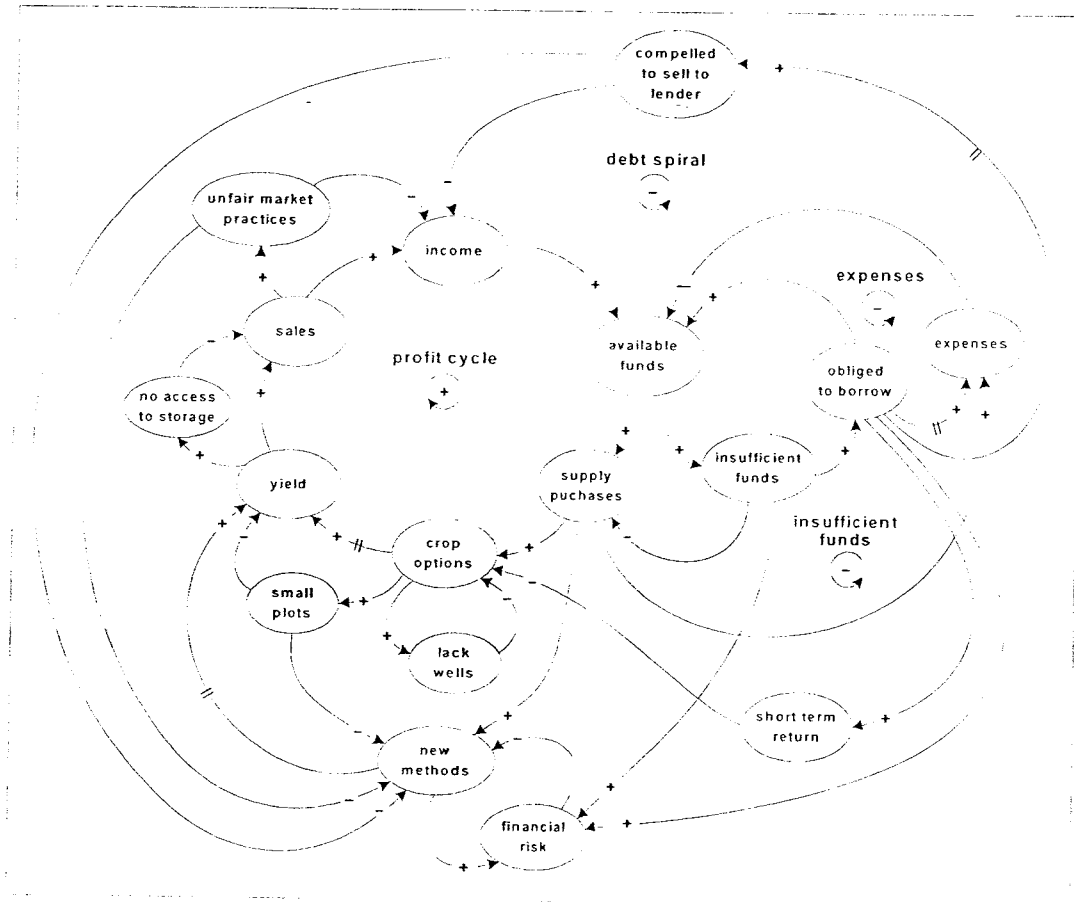 compelled
to sell to
lender
debt spiral
unfair market
practices
income
expenses
sales
available
funds
expenses
profit cycle
obliged
to borrow
no access
to storage
insufficient
funds
supply
puchases
yield
insufficient
funds
crop
options
small
plots
lack
wells
short term
return
new
methods
financial
risk